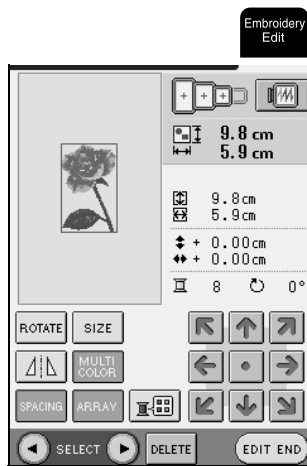 Embroidery
Edit
9.8 cm
5.9 cm
9.8cm
5.9cm
+ 0.00cm
+ 0.00cm
8 0°
ROTATE SIZE
MULTI
COLOR
SPACING ARRAY
SELECT DELETE EDIT END